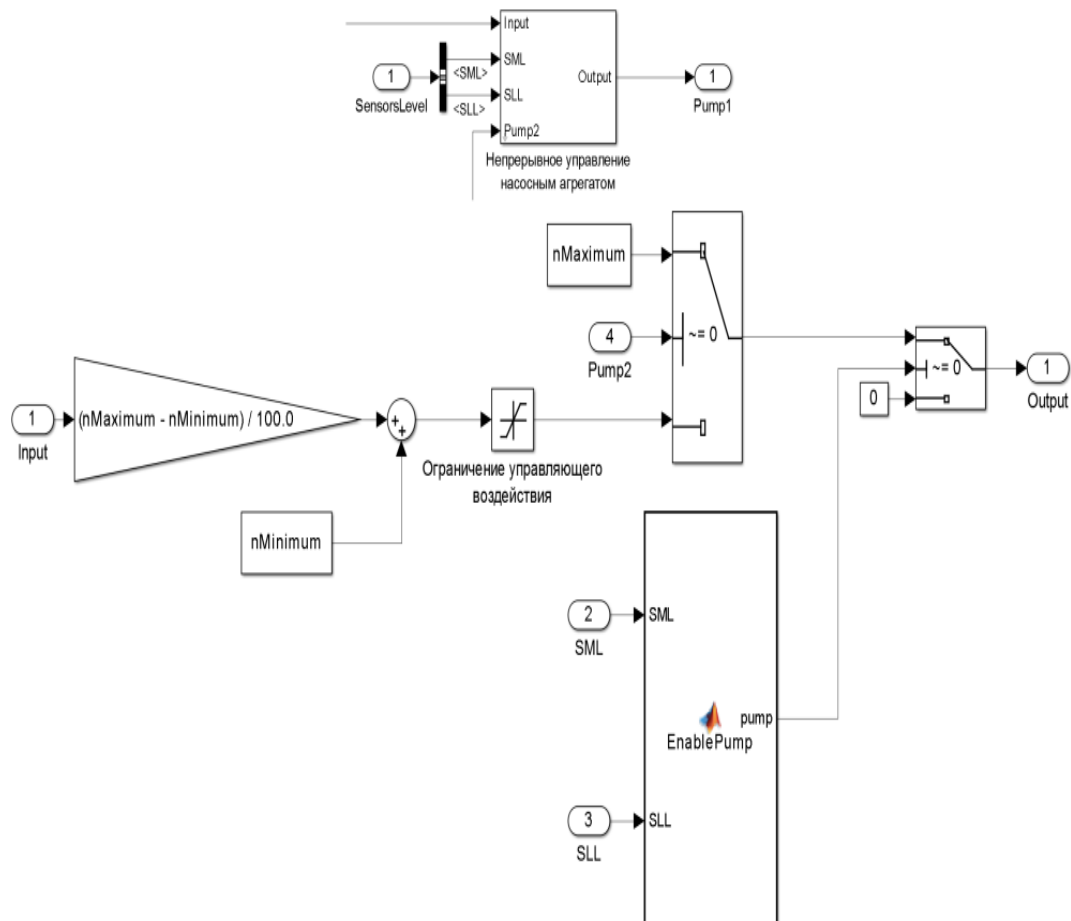 Input
SML
1
<SML>
Output
1
SensorsLevel
SLL
<SLL>
Pump1
Pump2
Непрерывное управление
насосным агрегатом
nMaximum
4
~= 0
Pump2
~= 0
1
Output
0
1
Input
(nMaximum - nMinimum) / 100.0
+
+
Ограничение управляющего
воздействия
nMinimum
2
SML
SML
pump
EnablePump
3
SLL
SLL